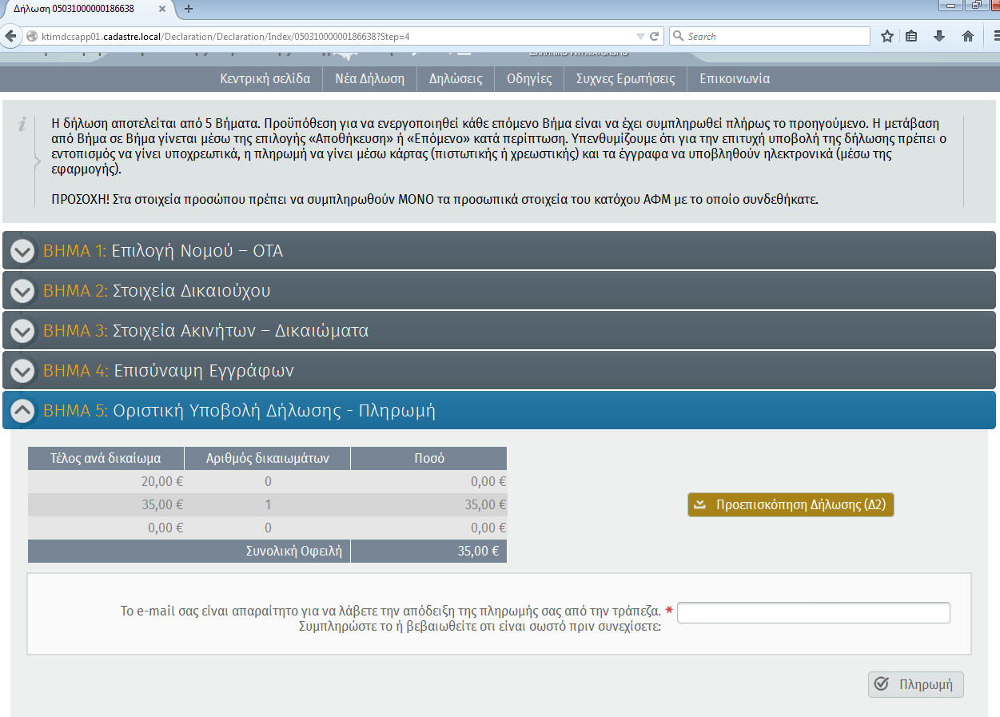 Δήλωση 05031000000186638
ktimdcsapp01.cadastre.local/Declaration/Declaration/Index/05031000000186638?Step=4
Search
Κεντρική σελίδα
Νέα Δήλωση
Δηλώσεις
Οδηγίες
Συχνες Ερωτήσεις
Επικοινωνία
Η δήλωση αποτελείται από 5 Βήματα. Προϋπόθεση για να ενεργοποιηθεί κάθε επόμενο Βήμα είναι να έχει συμπληρωθεί πλήρως το προηγούμενο. Η μετάβαση
από Βήμα σε Βήμα γίνεται μέσω της επιλογής «Αποθήκευση» ή «Επόμενο» κατά περίπτωση. Υπενθυμίζουμε ότι για την επιτυχή υποβολή της δήλωσης πρέπει ο
εντοπισμός να γίνει υποχρεωτικά, η πληρωμή να γίνει μέσω κάρτας (πιστωτικής ή χρεωστικής) και τα έγγραφα να υποβληθούν ηλεκτρονικά (μέσω της
εφαρμογής).
ΠΡΟΣΟΧΗ! Στα στοιχεία προσώπου πρέπει να συμπληρωθούν ΜΟΝΟ τα προσωπικά στοιχεία του κατόχου ΑΦΜ με το οποίο συνδεθήκατε.
ΒΗΜΑ 1: Επιλογή Νομού – ΟΤΑ
ΒΗΜΑ 2: Στοιχεία Δικαιούχου
ΒΗΜΑ 3: Στοιχεία Ακινήτων – Δικαιώματα
ΒΗΜΑ 4: Επισύναψη Εγγράφων
ΒΗΜΑ 5: Οριστική Υποβολή Δήλωσης - Πληρωμή
Τέλος ανά δικαίωμα Αριθμός δικαιωμάτων Ποσό
20,00 € 0 0,00 €
35,00 € 1 35,00 €
0,00 € 0 0,00 €
Συνολική Οφειλή 35,00 €
Προεπισκόπηση Δήλωσης (Δ2)
Το e-mail σας είναι απαραίτητο για να λάβετε την απόδειξη της πληρωμής σας από την τράπεζα. *
Συμπληρώστε το ή βεβαιωθείτε οτι είναι σωστό πριν συνεχίσετε:
Πληρωμή